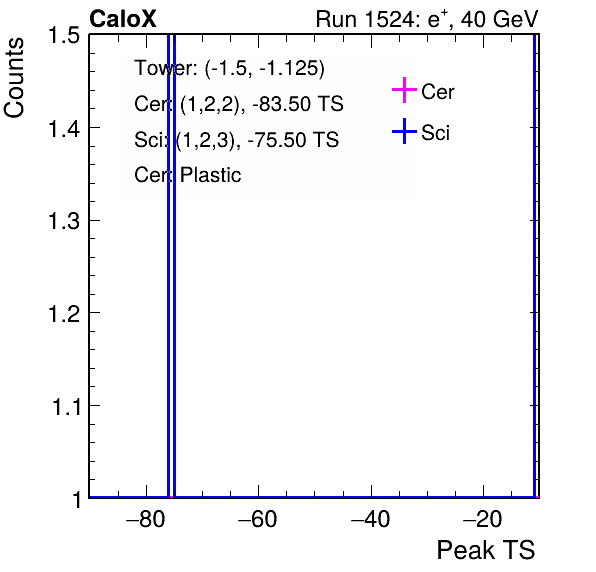 CaloX Run 1524: e⁺, 40 GeV
Counts
Tower: (-1.5, -1.125)
Cer: (1,2,2), -83.50 TS
Sci: (1,2,3), -75.50 TS
Cer: Plastic
Cer
Sci
1.5
1.4
1.3
1.2
1.1
1
−80 −60 −40 −20
Peak TS